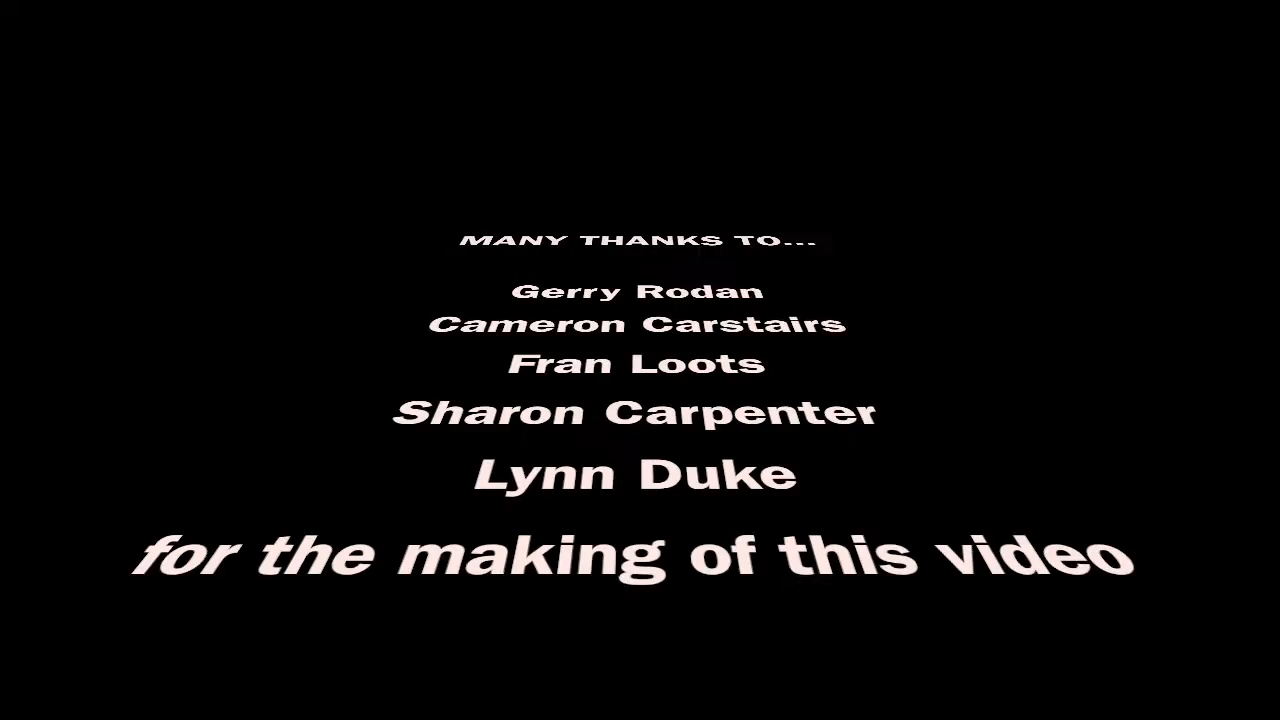 MANY THANKS TO...
Gerry Rodan
Cameron Carstairs
Fran Loots
Sharon Carpenter
Lynn Duke
for the making of this video